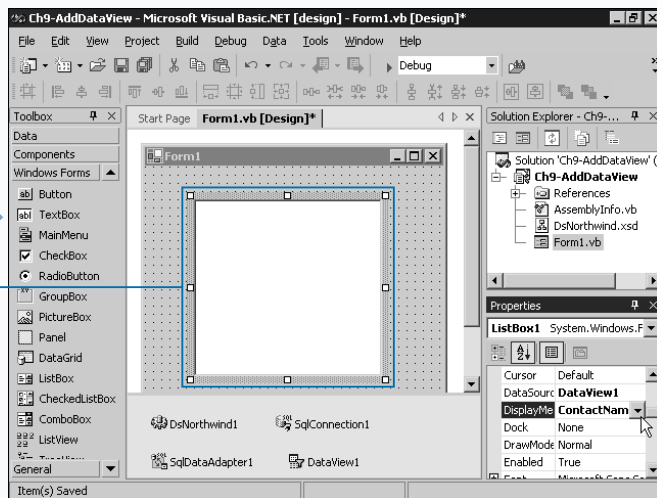 Ch9-AddDataView - Microsoft Visual Basic.NET [design] - Form1.vb [Design]*
File Edit View Project Build Debug Data Tools Window Help
Debug
Toolbox
Data
Components
Windows Forms
Button
TextBox
MainMenu
CheckBox
RadioButton
GroupBox
PictureBox
Panel
DataGrid
ListBox
CheckedListBox
ComboBox
ListView
General
Start Page Form1.vb [Design]*
Form1
DsNorthwind1 SqlConnection1
SqlDataAdapter1 DataView1
Solution Explorer - Ch9-...
Solution 'Ch9-AddDataView' (
Ch9-AddDataView
References
AssemblyInfo.vb
DsNorthwind.xsd
Form1.vb
Properties
ListBox1 System.Windows.F
Cursor Default
DataSourc DataView1
DisplayMe ContactNam
Dock None
DrawMode Normal
Enabled True
Item(s) Saved